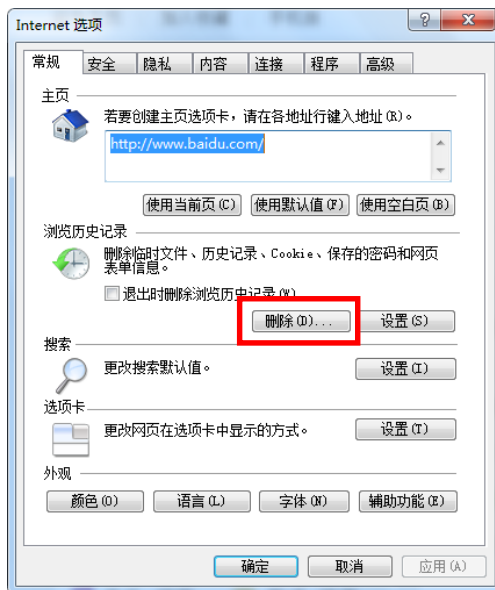 Internet 选项
常规 安全 隐私 内容 连接 程序 高级
主页
若要创建主页选项卡，请在各地址行键入地址(R)。
http://www.baidu.com/
使用当前页(C) 使用默认值(F) 使用空白页(B)
浏览历史记录
删除临时文件、历史记录、Cookie、保存的密码和网页
表单信息。
退出时删除浏览历史记录(W)
删除(D)... 设置(S)
搜索
更改搜索默认值。 设置(I)
选项卡
更改网页在选项卡中显示的方式。 设置(T)
外观
颜色(O) 语言(L) 字体(N) 辅助功能(E)
确定 取消 应用(A)